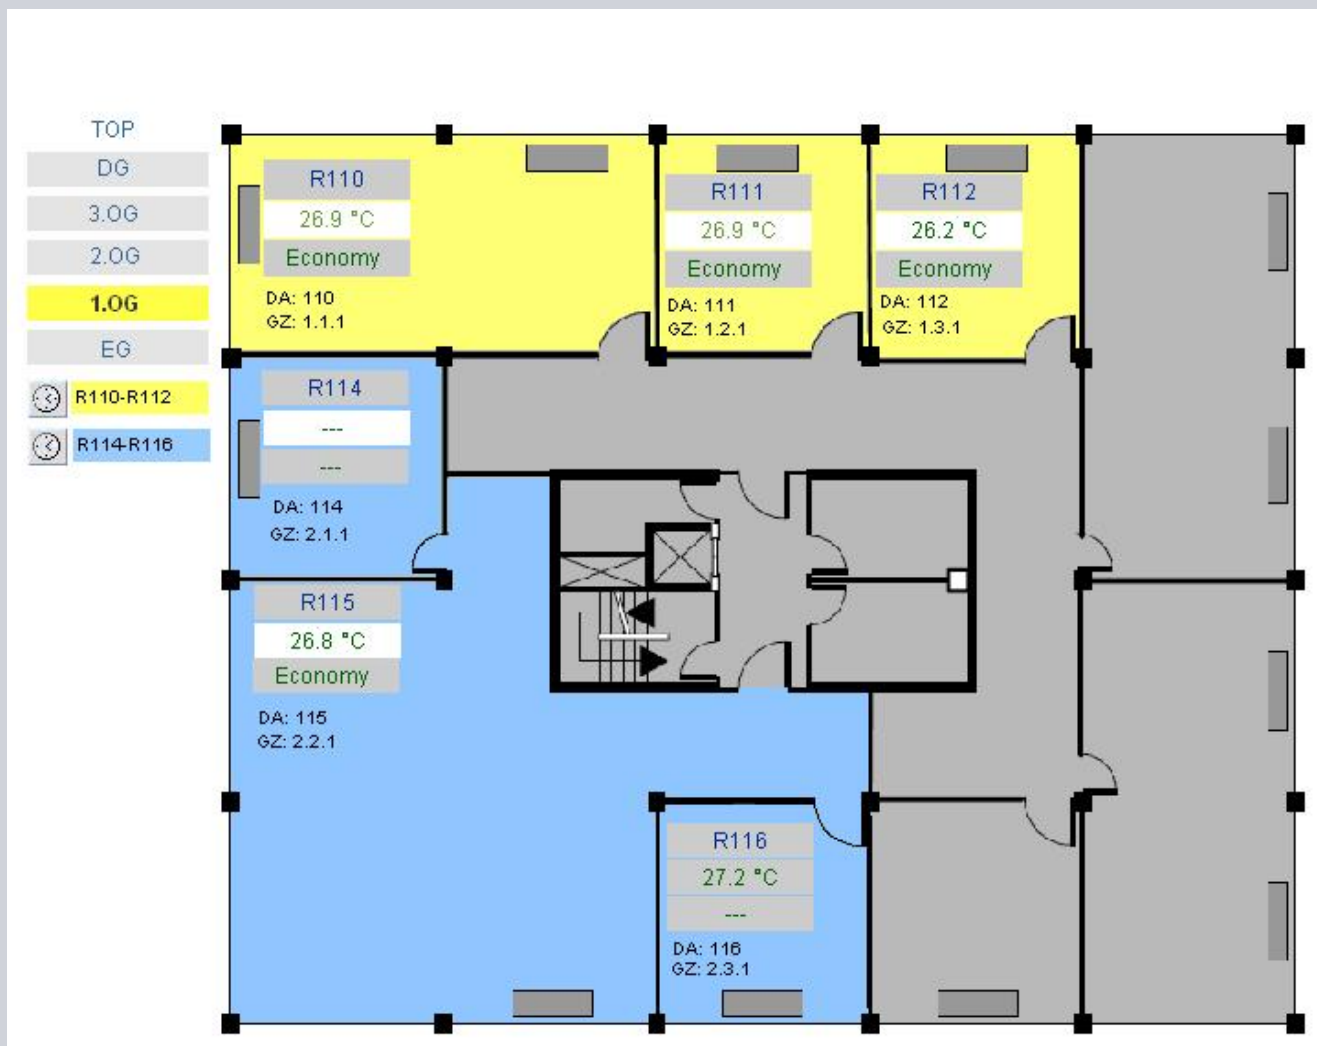 TOP
DG
3.OG
2.OG
1.OG
EG
R110-R112
R114-R116
R110
26.9 °C
Economy
DA: 110
GZ: 1.1.1
R111
26.9 °C
Economy
DA: 111
GZ: 1.2.1
R112
26.2 °C
Economy
DA: 112
GZ: 1.3.1
R114
---
---
DA: 114
GZ: 2.1.1
R115
26.8 °C
Economy
DA: 115
GZ: 2.2.1
R116
27.2 °C
---
DA: 116
GZ: 2.3.1